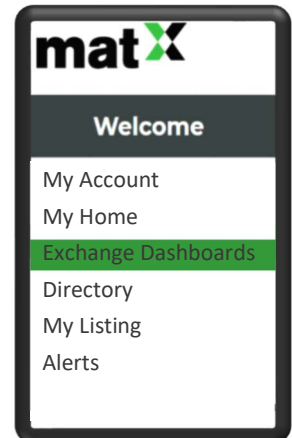 matX
Welcome
My Account
My Home
Exchange Dashboards
Directory
My Listing
Alerts